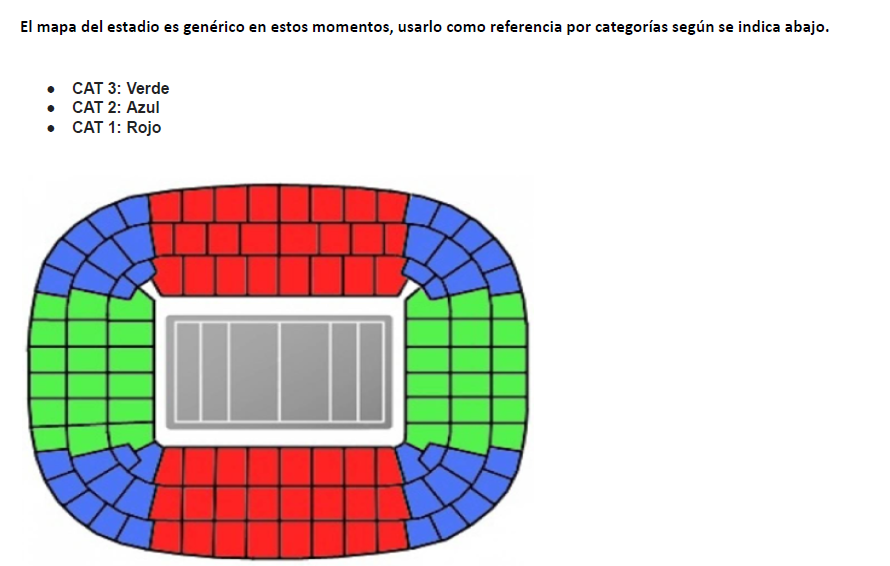 El mapa del estadio es genérico en estos momentos, usarlo como referencia por categorías según se indica abajo.
• CAT 3: Verde
• CAT 2: Azul
• CAT 1: Rojo